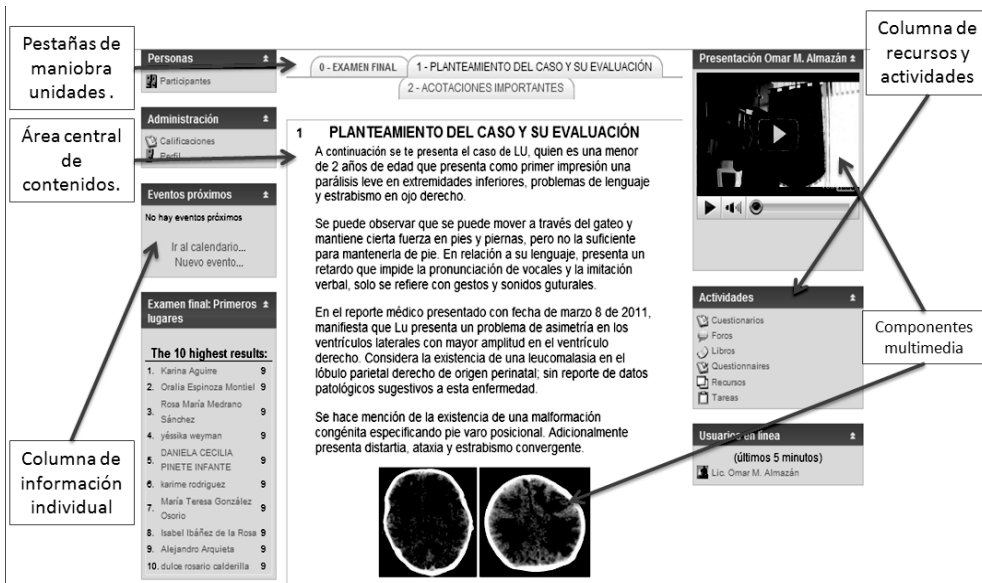 Pestañas de
maniobra
unidades .
Área central
de
contenidos.
Columna de
información
individual
Personas
Participantes
Administración
Calificaciones
Perfil
Eventos próximos
No hay eventos próximos
Ir al calendario...
Nuevo evento...
Examen final: Primeros
lugares
The 10 highest results:
1. Karina Aguirre 9
2. Oralia Espinoza Montiel 9
3. Rosa María Medrano
Sánchez 9
4. yéssika weyman 9
5. DANIELA CECILIA
PINETE INFANTE 9
6. karime rodriguez 9
7. María Teresa González
Osorio 9
8. Isabel Ibáñez de la Rosa 9
9. Alejandro Arquieta 9
10. dulce rosario calderilla 9
0 - EXAMEN FINAL
1 - PLANTEAMIENTO DEL CASO Y SU EVALUACIÓN
2 - ACOTACIONES IMPORTANTES
1 PLANTEAMIENTO DEL CASO Y SU EVALUACIÓN
A continuación se te presenta el caso de LU, quien es una menor
de 2 años de edad que presenta como primer impresión una
parálisis leve en extremidades inferiores, problemas de lenguaje
y estrabismo en ojo derecho.
Se puede observar que se puede mover a través del gateo y
mantiene cierta fuerza en pies y piernas, pero no la suficiente
para mantenerla de pie. En relación a su lenguaje, presenta un
retardo que impide la pronunciación de vocales y la imitación
verbal, solo se refiere con gestos y sonidos guturales.
En el reporte médico presentado con fecha de marzo 8 de 2011,
manifiesta que Lu presenta un problema de asimetría en los
ventrículos laterales con mayor amplitud en el ventrículo
derecho. Considera la existencia de una leucomalasia en el
lóbulo parietal derecho de origen perinatal; sin reporte de datos
patológicos sugestivos a esta enfermedad.
Se hace mención de la existencia de una malformación
congénita especificando pie varo posicional. Adicionalmente
presenta distartia, ataxia y estrabismo convergente.
Presentación Omar M. Almazán
Actividades
Cuestionarios
Foros
Libros
Questionnaires
Recursos
Tareas
Usuarios en línea
(últimos 5 minutos)
Lic. Omar M. Almazán
Columna de
recursos y
actividades
Componentes
multimedia